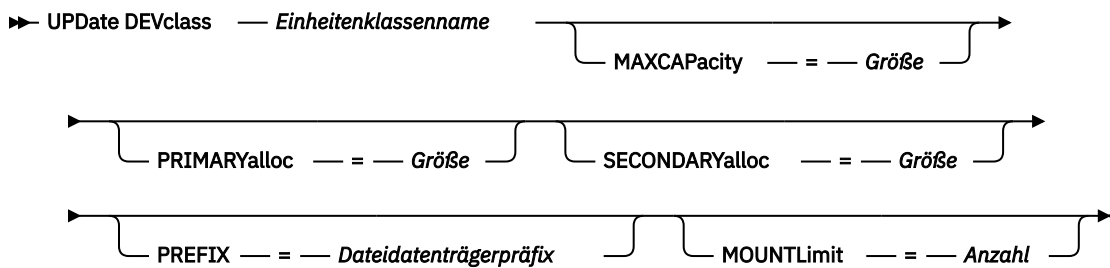 UPDate DEVclass Einheitenklassenname
MAXCAPacity = Größe
PRIMARYalloc = Größe SECONDARYalloc = Größe
PREFIX = Dateidatenträgerpräfix MOUNTLimit = Anzahl